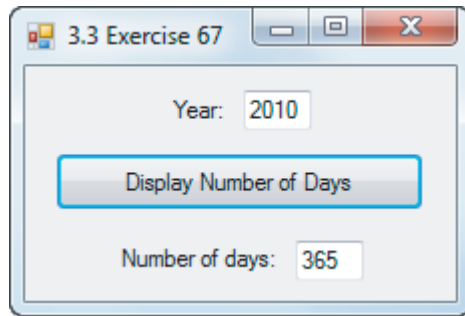 3.3 Exercise 67
Year: 2010
Display Number of Days
Number of days: 365